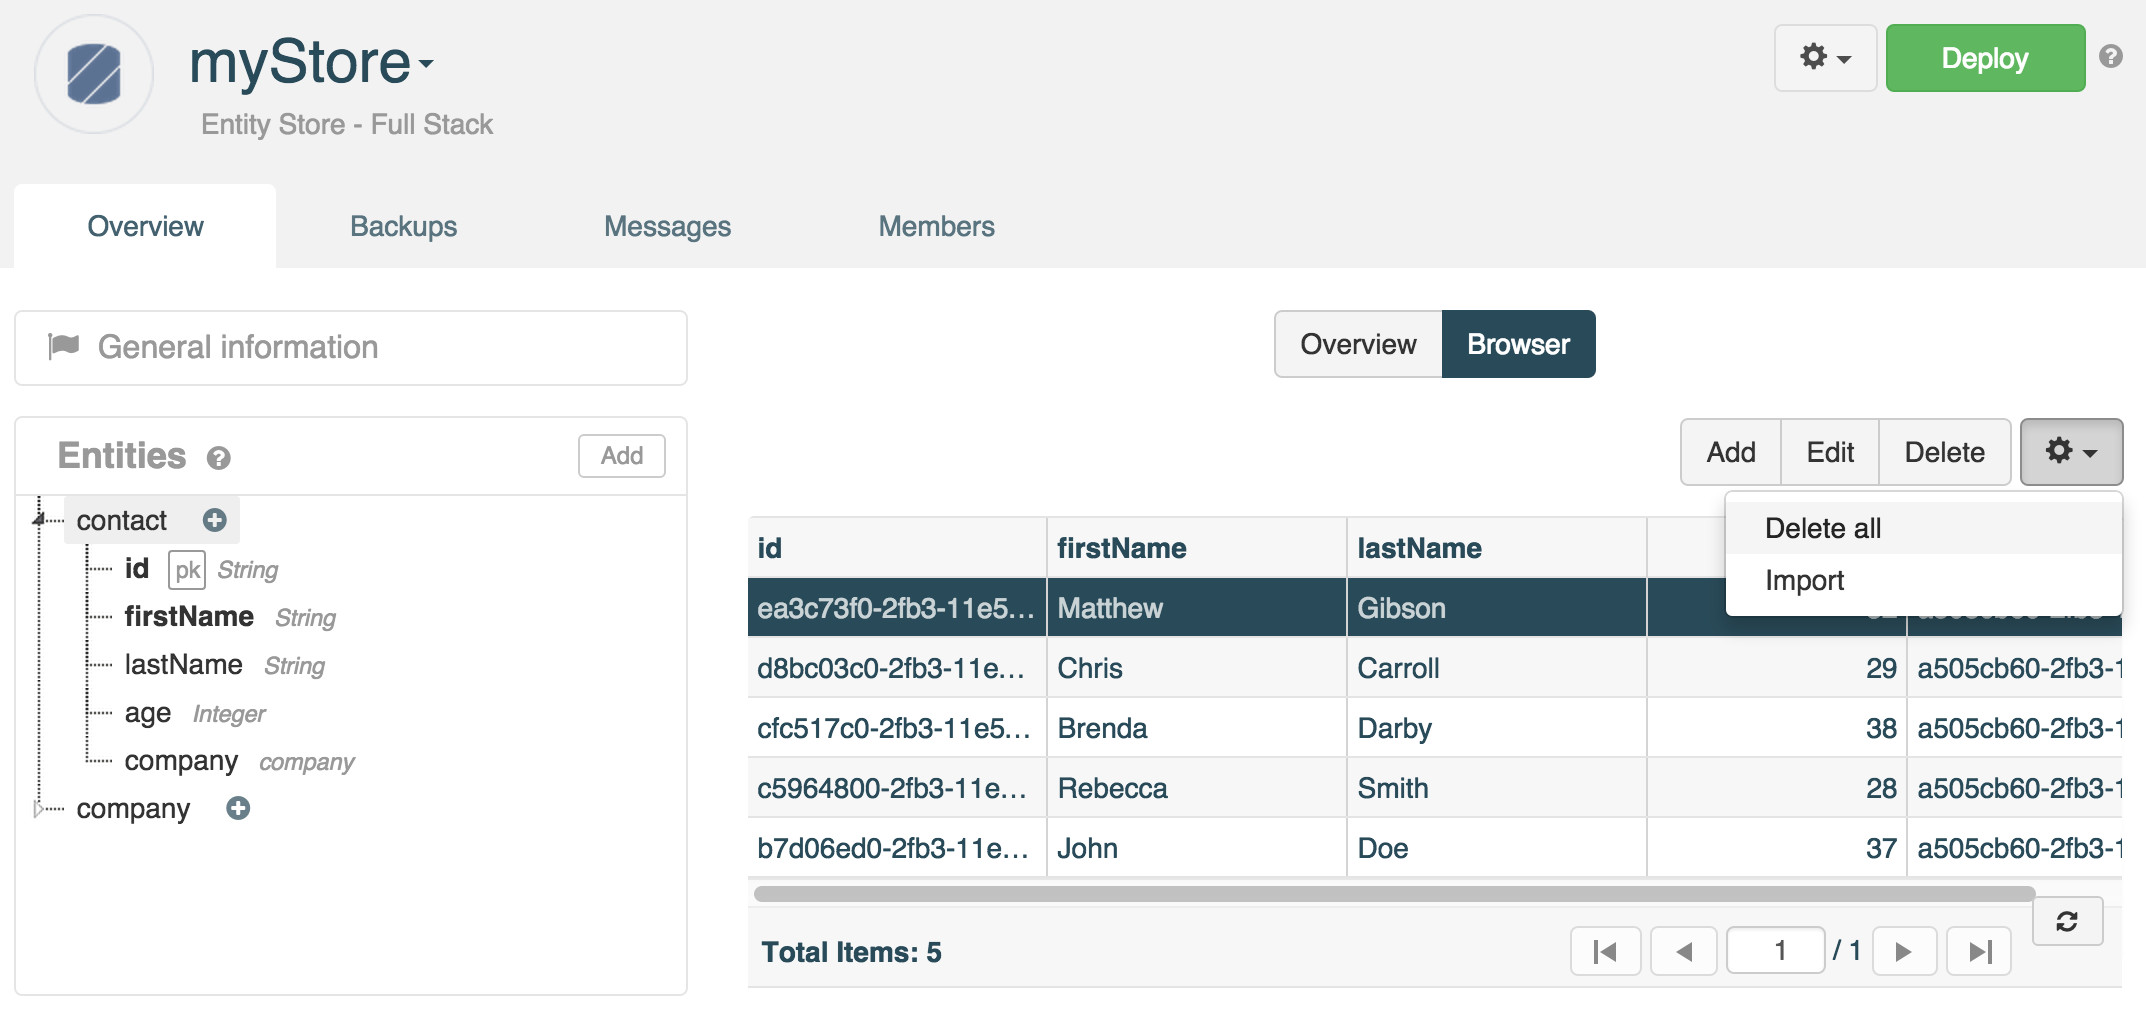 myStore
Deploy
Entity Store - Full Stack
Overview Backups Messages Members
General information
Overview Browser
Entities Add
Add Edit Delete
contact
Delete all
Import
id pk String
firstName String
lastName String
age Integer
company company
company
id firstName lastName
ea3c73f0-2fb3-11e5... Matthew Gibson
d8bc03c0-2fb3-11e... Chris Carroll 29 a505cb60-2fb3-1
cfc517c0-2fb3-11e5... Brenda Darby 38 a505cb60-2fb3-1
c5964800-2fb3-11e... Rebecca Smith 28 a505cb60-2fb3-1
b7d06ed0-2fb3-11e... John Doe 37 a505cb60-2fb3-1
Total Items: 5
1 / 1